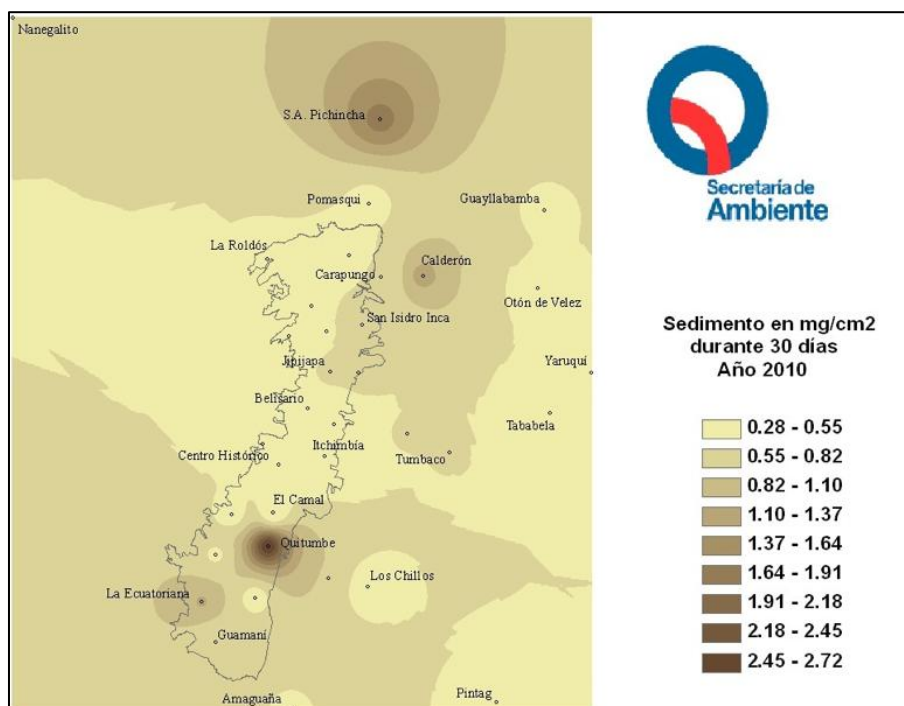 Nanegalito
S.A. Pichincha
Pomasqui
Guayllabamba
La Roldós
Carapungo
Calderón
Otón de Velez
San Isidro Inca
Jipijapa
Yaruquí
Bellsario
Tababela
Itchimbía
Centro Histórico
Tumbaco
El Camal
Quitumbe
Los Chillos
La Ecuatoriana
Guamaní
Amaguaña
Pintag
Secretaría de
Ambiente
Sedimento en mg/cm2
durante 30 días
Año 2010
0.28 - 0.55
0.55 - 0.82
0.82 - 1.10
1.10 - 1.37
1.37 - 1.64
1.64 - 1.91
1.91 - 2.18
2.18 - 2.45
2.45 - 2.72